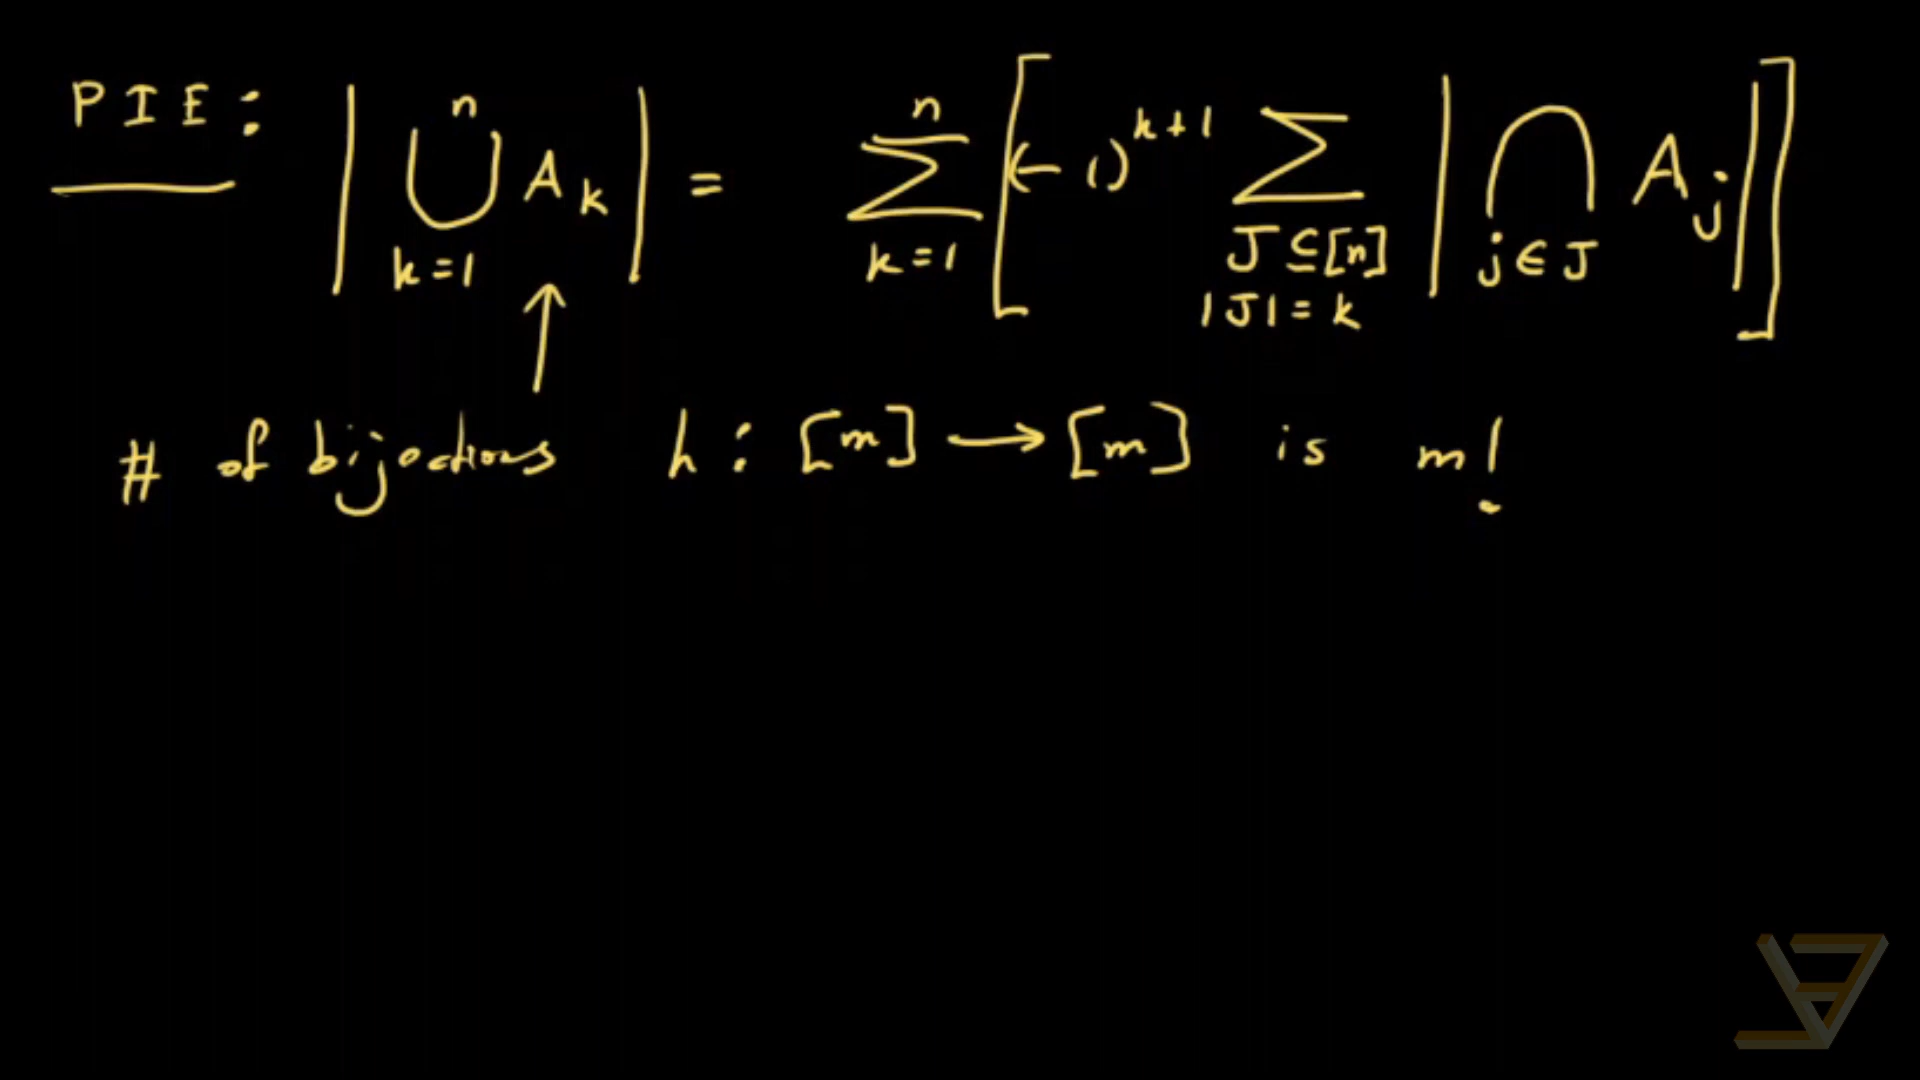 PIE: | n ⋃ k=1 A_k | = n ∑ k=1 [ (-1)^{k+1} ∑ J ⊆ [n] |J| = k | ⋂ j ∈ J A_j | ]
# of bijections h : [m] → [m] is m!